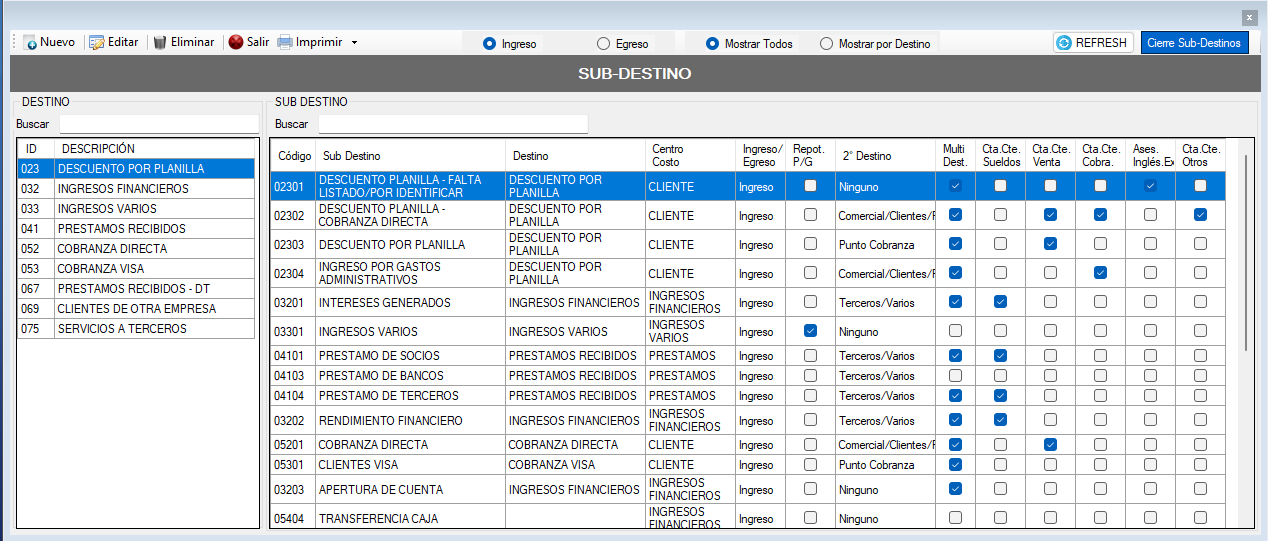 Nuevo Editar Eliminar Salir Imprimir Ingreso Egreso Mostrar Todos Mostrar por Destino REFRESH Cierre Sub-Destinos
SUB-DESTINO
DESTINO
Buscar
ID DESCRIPCIÓN
023 DESCUENTO POR PLANILLA
032 INGRESOS FINANCIEROS
033 INGRESOS VARIOS
041 PRESTAMOS RECIBIDOS
052 COBRANZA DIRECTA
053 COBRANZA VISA
067 PRESTAMOS RECIBIDOS - DT
069 CLIENTES DE OTRA EMPRESA
075 SERVICIOS A TERCEROS
SUB DESTINO
Buscar
Código Sub Destino Destino Centro Costo Ingreso/ Egreso Repot. P/G 2° Destino Multi Dest. Cta.Cte. Sueldos Cta.Cte. Venta Cta.Cte. Cobra. Ases. Inglés.Ex Cta.Cte. Otros
02301 DESCUENTO PLANILLA - FALTA LISTADO/POR IDENTIFICAR DESCUENTO POR PLANILLA CLIENTE Ingreso Ninguno
02302 DESCUENTO PLANILLA - COBRANZA DIRECTA DESCUENTO POR PLANILLA CLIENTE Ingreso Comercial/Clientes/F
02303 DESCUENTO POR PLANILLA DESCUENTO POR PLANILLA CLIENTE Ingreso Punto Cobranza
02304 INGRESO POR GASTOS ADMINISTRATIVOS DESCUENTO POR PLANILLA CLIENTE Ingreso Comercial/Clientes/F
03201 INTERESES GENERADOS INGRESOS FINANCIEROS INGRESOS FINANCIEROS Ingreso Terceros/Varios
03301 INGRESOS VARIOS INGRESOS VARIOS INGRESOS VARIOS Ingreso Ninguno
04101 PRESTAMO DE SOCIOS PRESTAMOS RECIBIDOS PRESTAMOS Ingreso Terceros/Varios
04103 PRESTAMO DE BANCOS PRESTAMOS RECIBIDOS PRESTAMOS Ingreso Terceros/Varios
04104 PRESTAMO DE TERCEROS PRESTAMOS RECIBIDOS PRESTAMOS Ingreso Terceros/Varios
03202 RENDIMIENTO FINANCIERO INGRESOS FINANCIEROS INGRESOS FINANCIEROS Ingreso Terceros/Varios
05201 COBRANZA DIRECTA COBRANZA DIRECTA CLIENTE Ingreso Comercial/Clientes/F
05301 CLIENTES VISA COBRANZA VISA CLIENTE Ingreso Punto Cobranza
03203 APERTURA DE CUENTA INGRESOS FINANCIEROS INGRESOS FINANCIEROS Ingreso Ninguno
05404 TRANSFERENCIA CAJA INGRESOS FINANCIEROS Ingreso Ninguno